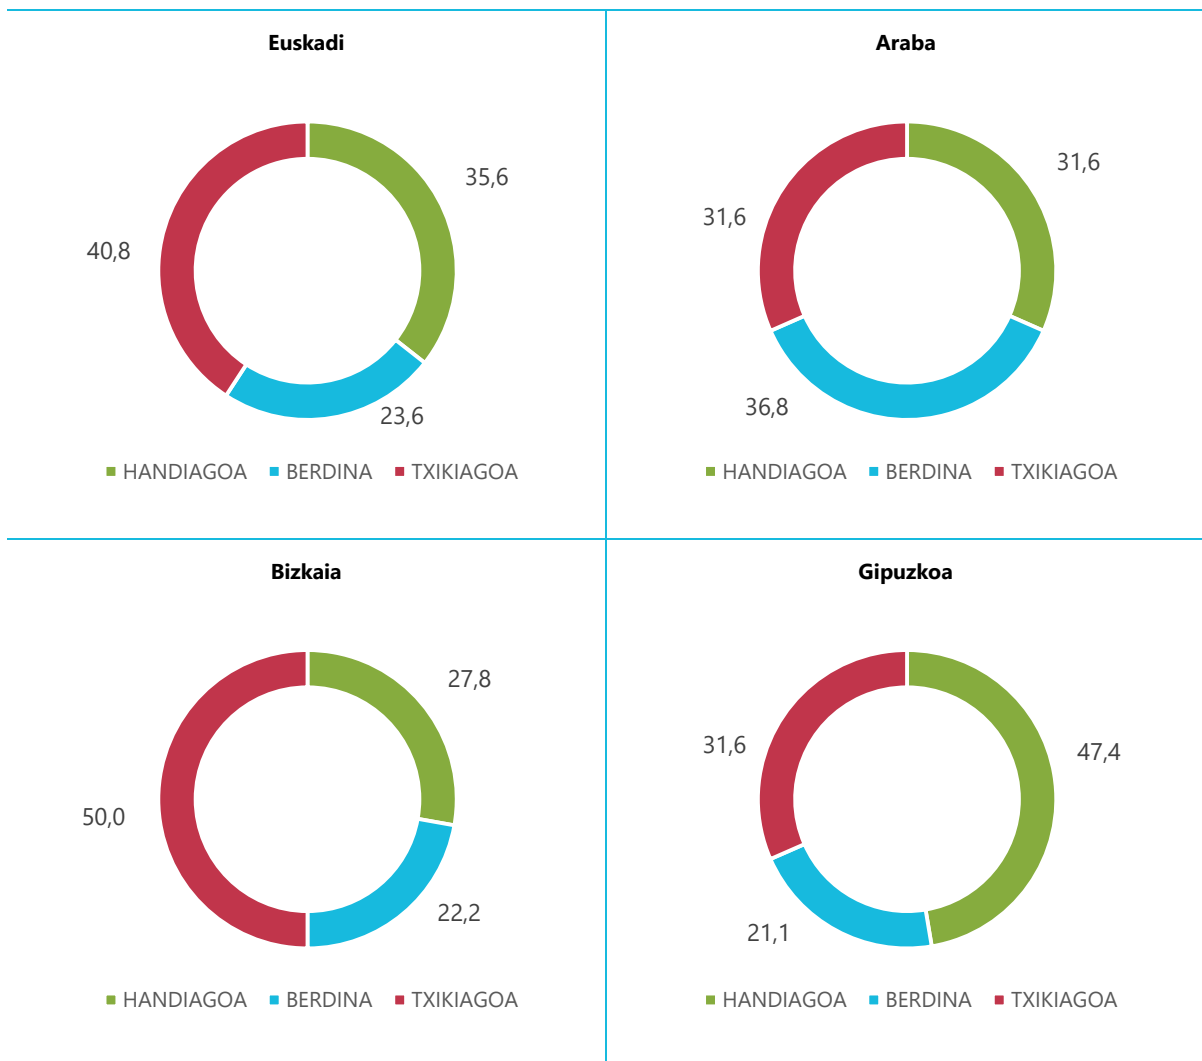 Euskadi
35,6
40,8
23,6
HANDIAGOA BERDINA TXIKIAGOA
Araba
31,6
31,6
36,8
HANDIAGOA BERDINA TXIKIAGOA
Bizkaia
27,8
50,0
22,2
HANDIAGOA BERDINA TXIKIAGOA
Gipuzkoa
31,6
47,4
21,1
HANDIAGOA BERDINA TXIKIAGOA